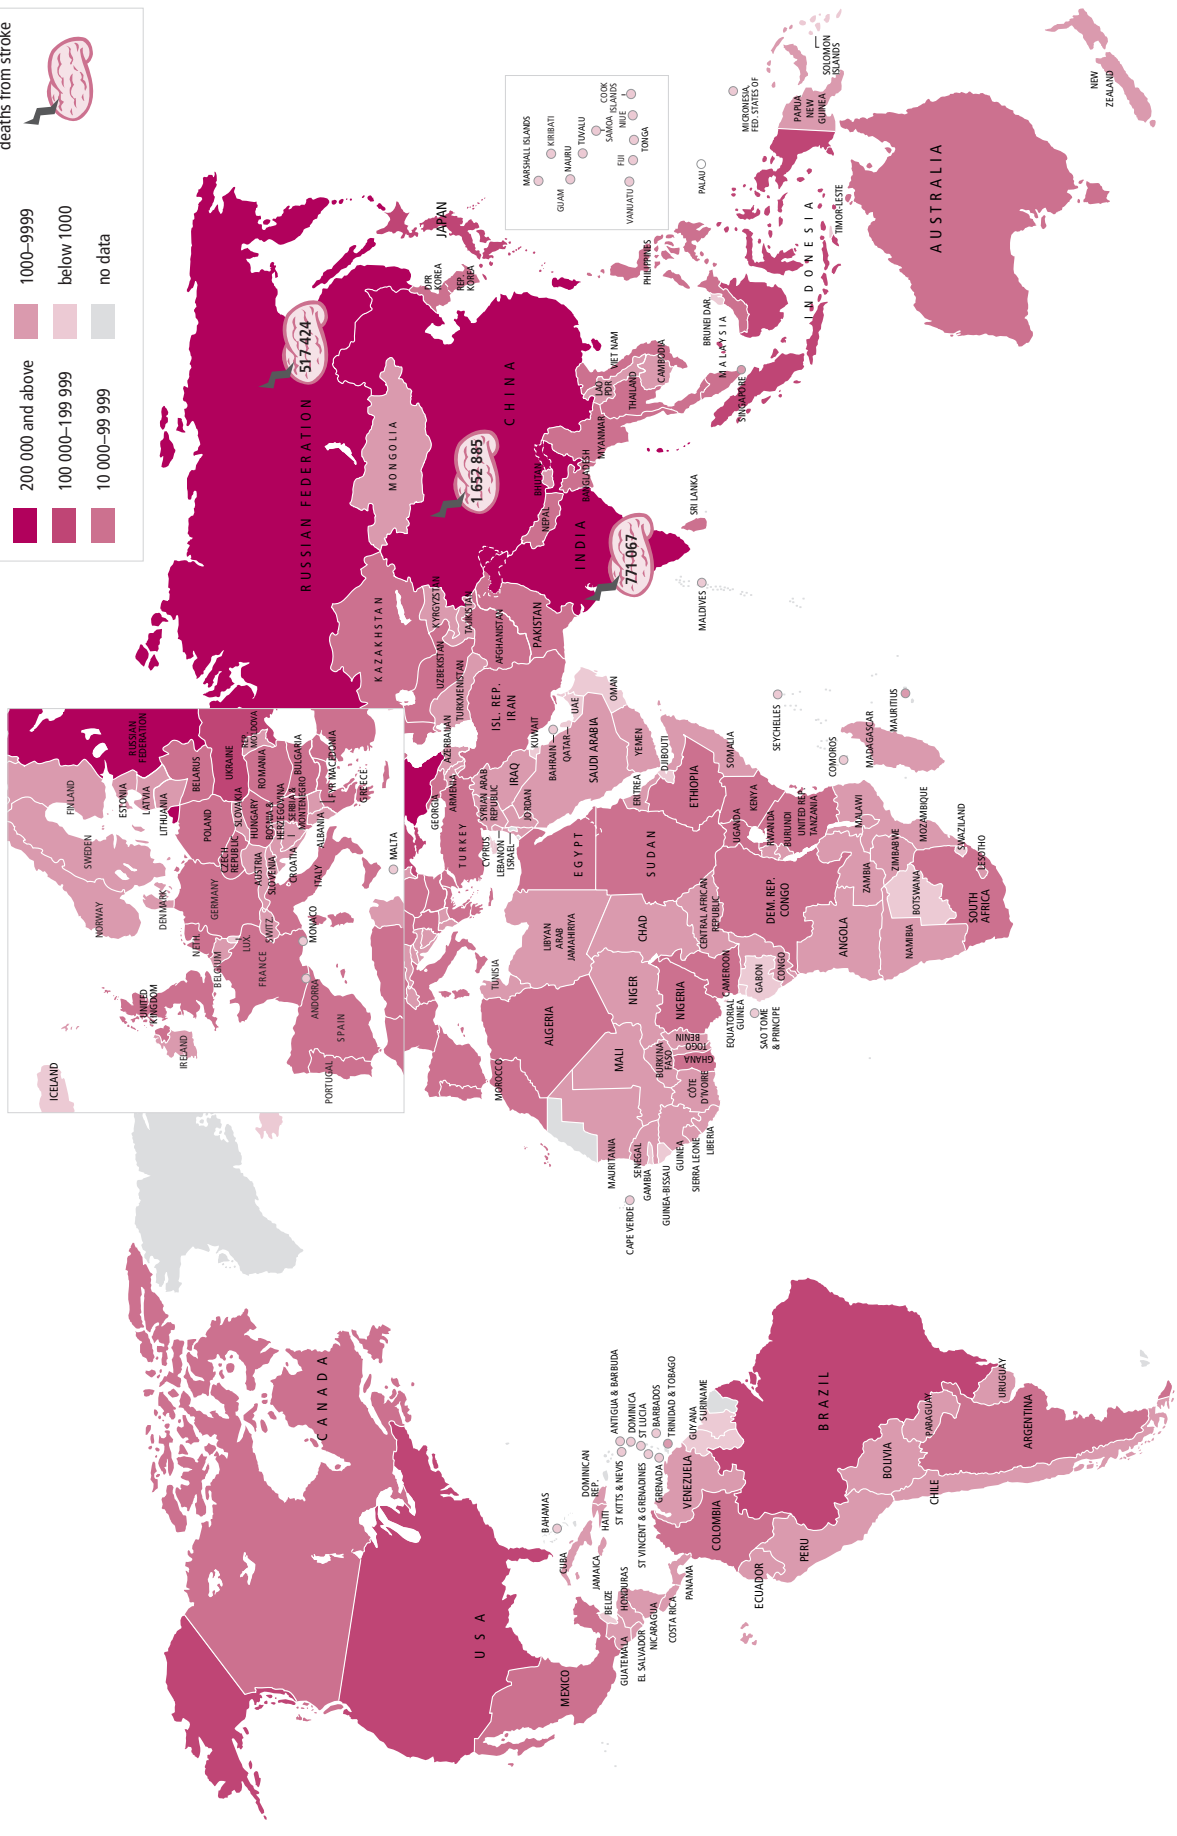 deaths from stroke
200 000 and above
100 000–199 999
10 000–99 999
1000–9999
below 1000
no data
CANADA
USA
MEXICO
BAHAMAS
CUBA
JAMAICA
HAITI
DOMINICAN
REP.
BELIZE
HONDURAS
GUATEMALA
EL SALVADOR
NICARAGUA
COSTA RICA
PANAMA
ST KITTS & NEVIS
ANTIGUA & BARBUDA
DOMINICA
ST LUCIA
BARBADOS
ST VINCENT & GRENADINES
GRENADA
TRINIDAD & TOBAGO
VENEZUELA
GUYANA
SURINAME
COLOMBIA
ECUADOR
PERU
BRAZIL
BOLIVIA
PARAGUAY
CHILE
ARGENTINA
URUGUAY
ICELAND
NORWAY
SWEDEN
FINLAND
ESTONIA
LATVIA
LITHUANIA
RUSSIAN
FEDERATION
DENMARK
UNITED
KINGDOM
IRELAND
NETH.
BELGIUM
LUX.
GERMANY
POLAND
BELARUS
UKRAINE
CZECH
REPUBLIC
SLOVAKIA
REP.
MOLDOVA
FRANCE
SWITZ.
AUSTRIA
HUNGARY
ROMANIA
SLOVENIA
BOSNIA &
HERZEGOVINA
CROATIA
SERBIA &
MONTENEGRO
BULGARIA
ANDORRA
MONACO
ITALY
ALBANIA
FYR MACEDONIA
PORTUGAL
SPAIN
GREECE
MALTA
RUSSIAN FEDERATION
517 424
KAZAKHSTAN
MONGOLIA
CHINA
1 652 885
GEORGIA
ARMENIA
AZERBAIJAN
TURKEY
UZBEKISTAN
TURKMENISTAN
KYRGYZSTAN
TAJIKISTAN
DPR
KOREA
REP.
KOREA
JAPAN
CYPRUS
LEBANON
ISRAEL
SYRIAN ARAB
REPUBLIC
JORDAN
IRAQ
ISL. REP.
IRAN
AFGHANISTAN
PAKISTAN
KUWAIT
BAHRAIN
QATAR
UAE
OMAN
SAUDI ARABIA
YEMEN
INDIA
771 067
NEPAL
BHUTAN
BANGLADESH
MYANMAR
SRI LANKA
MALDIVES
LAO
PDR
VIET NAM
THAILAND
CAMBODIA
PHILIPPINES
BRUNEI DAR.
MALAYSIA
SINGAPORE
INDONESIA
TIMOR-LESTE
PALAU
MICRONESIA,
FED. STATES OF
PAPUA
NEW
GUINEA
SOLOMON
ISLANDS
AUSTRALIA
NEW
ZEALAND
MARSHALL ISLANDS
KIRIBATI
GUAM
NAURU
TUVALU
SAMOA
COOK
ISLANDS
VANUATU
FIJI
NIUE
TONGA
MOROCCO
ALGERIA
TUNISIA
LIBYAN
ARAB
JAMAHIRIYA
EGYPT
MAURITANIA
MALI
NIGER
CHAD
SUDAN
ERITREA
DJIBOUTI
CAPE VERDE
SENEGAL
GAMBIA
GUINEA-BISSAU
GUINEA
SIERRA LEONE
LIBERIA
CÔTE
D'IVOIRE
BURKINA
FASO
GHANA
TOGO
BENIN
NIGERIA
CAMEROON
CENTRAL AFRICAN
REPUBLIC
ETHIOPIA
SOMALIA
EQUATORIAL
GUINEA
SAO TOME
& PRINCIPE
GABON
CONGO
DEM. REP.
CONGO
UGANDA
KENYA
RWANDA
BURUNDI
UNITED REP.
TANZANIA
SEYCHELLES
COMOROS
ANGOLA
ZAMBIA
MALAWI
MADAGASCAR
MAURITIUS
NAMIBIA
BOTSWANA
ZIMBABWE
MOZAMBIQUE
SWAZILAND
LESOTHO
SOUTH
AFRICA